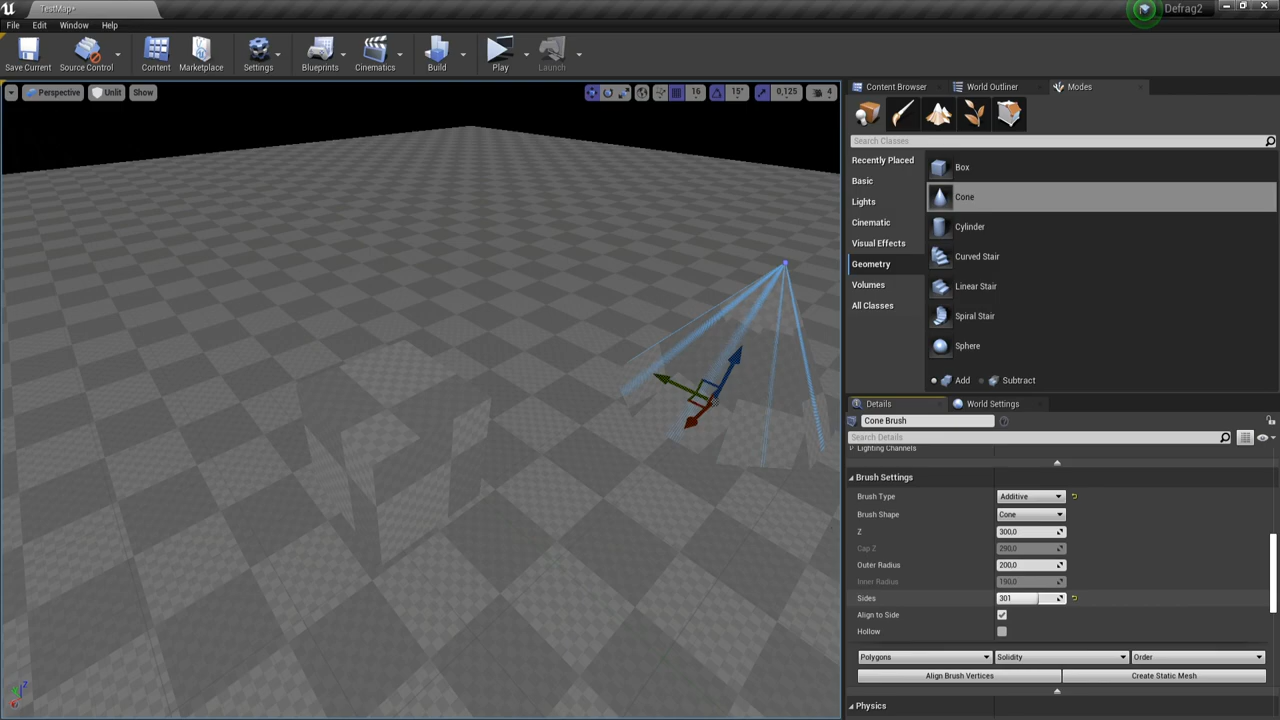 TestMap*
Defrag2
File Edit Window Help
Save Current Source Control Content Marketplace Settings Blueprints Cinematics Build Play Launch
Perspective Unlit Show 16 15° 0,125 4
Content Browser World Outliner Modes
Search Classes
Recently Placed
Basic
Lights
Cinematic
Visual Effects
Geometry
Volumes
All Classes
Box
Cone
Cylinder
Curved Stair
Linear Stair
Spiral Stair
Sphere
Add Subtract
Details World Settings
Cone Brush
Search Details
Lighting Channels
Brush Settings
Brush Type Additive
Brush Shape Cone
Z 300,0
Cap Z 290,0
Outer Radius 200,0
Inner Radius 190,0
Sides 301
Align to Side
Hollow
Polygons Solidity Order
Align Brush Vertices Create Static Mesh
Physics
Z